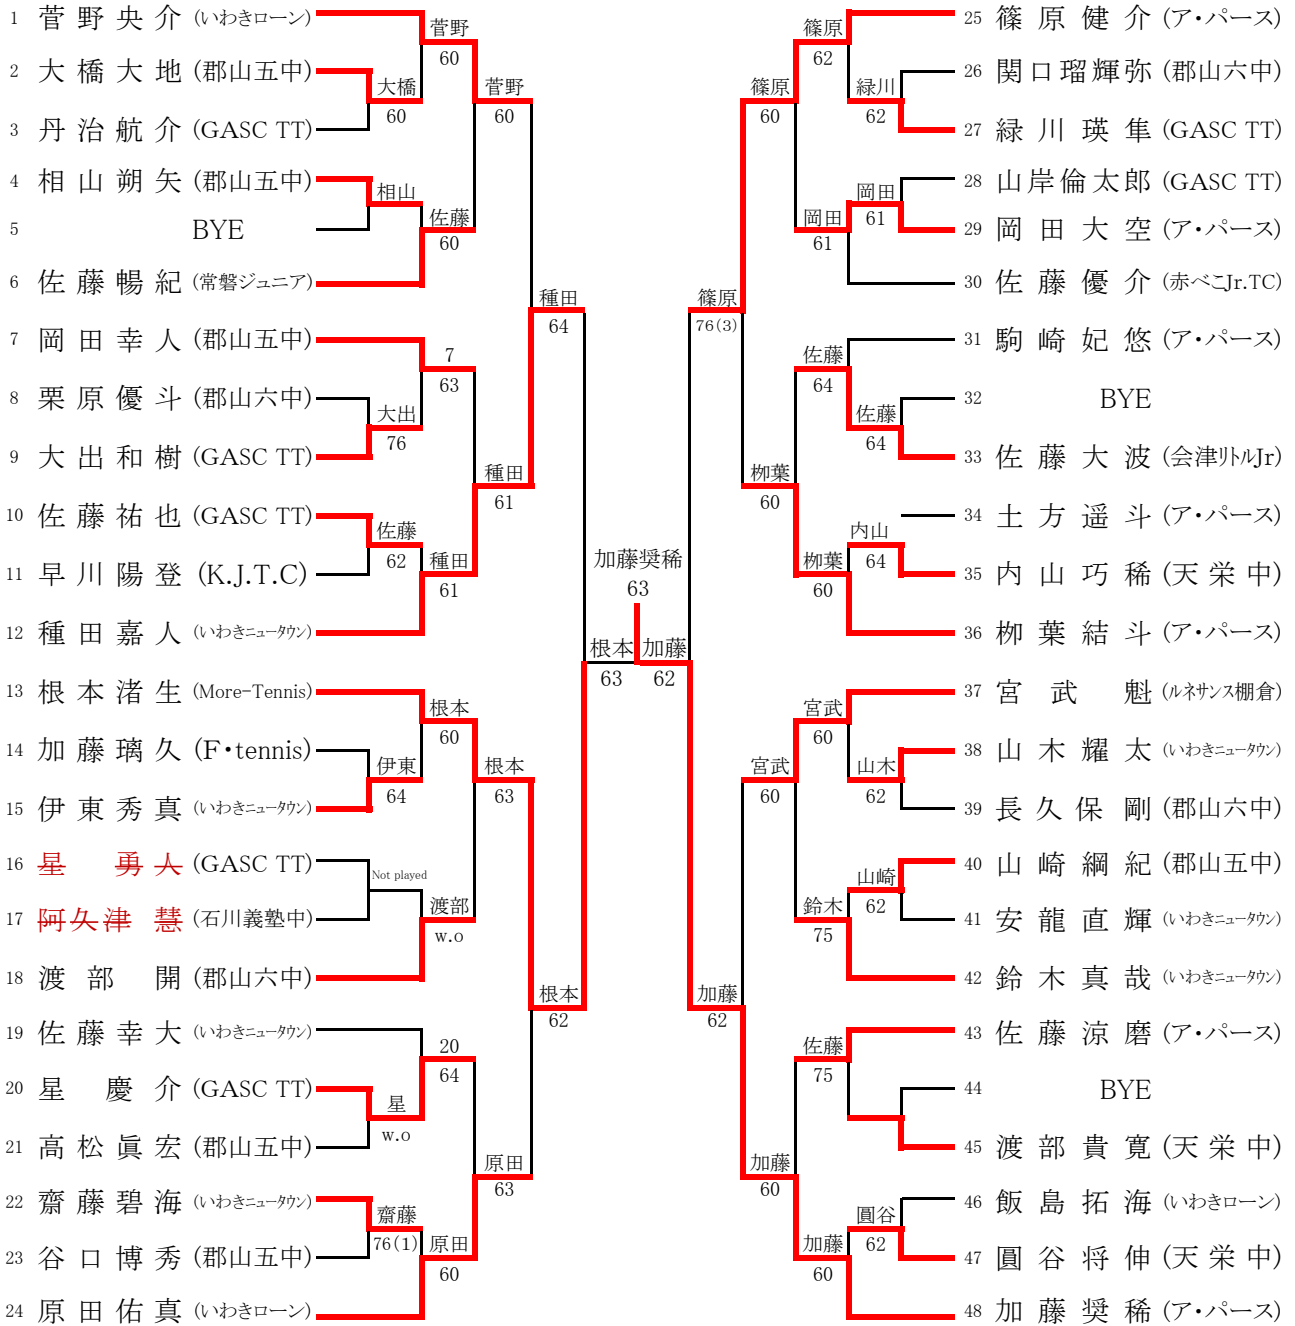 1 菅野央介 (いわきローン)
2 大橋大地 (郡山五中)
3 丹治航介 (GASC TT)
4 相山朔矢 (郡山五中)
5 BYE
6 佐藤暢紀 (常磐ジュニア)
7 岡田幸人 (郡山五中)
8 栗原優斗 (郡山六中)
9 大出和樹 (GASC TT)
10 佐藤祐也 (GASC TT)
11 早川陽登 (K.J.T.C)
12 種田嘉人 (いわきニュータウン)
13 根本渚生 (More-Tennis)
14 加藤璃久 (F・tennis)
15 伊東秀真 (いわきニュータウン)
16 星 勇人 (GASC TT)
17 阿久津 慧 (石川義塾中)
18 渡部 開 (郡山六中)
19 佐藤幸大 (いわきニュータウン)
20 星 慶介 (GASC TT)
21 高松眞宏 (郡山五中)
22 齋藤碧海 (いわきニュータウン)
23 谷口博秀 (郡山五中)
24 原田佑真 (いわきローン)
大橋
60
相山
大出
76
佐藤
62
伊東
64
Not played
星
w.o
齋藤
76(1)
菅野
60
佐藤
60
7
63
種田
61
根本
60
渡部
w.o
20
64
原田
60
菅野
60
種田
61
根本
63
原田
63
種田
64
根本
62
根本
63
加藤奨稀
63
加藤
62
篠原
76(3)
加藤
62
篠原
60
栁葉
60
宮武
60
加藤
60
篠原
62
岡田
61
佐藤
64
栁葉
60
宮武
60
鈴木
75
佐藤
75
加藤
60
緑川
62
岡田
61
佐藤
64
内山
64
山木
62
山崎
62
圓谷
62
25 篠原健介 (ア・パース)
26 関口瑠輝弥 (郡山六中)
27 緑川瑛隼 (GASC TT)
28 山岸倫太郎 (GASC TT)
29 岡田大空 (ア・パース)
30 佐藤優介 (赤べこJr.TC)
31 駒崎妃悠 (ア・パース)
32 BYE
33 佐藤大波 (会津リトルJr)
34 土方遥斗 (ア・パース)
35 内山巧稀 (天栄中)
36 栁葉結斗 (ア・パース)
37 宮武 魁 (ルネサンス棚倉)
38 山木耀太 (いわきニュータウン)
39 長久保剛 (郡山六中)
40 山崎綱紀 (郡山五中)
41 安龍直輝 (いわきニュータウン)
42 鈴木真哉 (いわきニュータウン)
43 佐藤涼磨 (ア・パース)
44 BYE
45 渡部貴寛 (天栄中)
46 飯島拓海 (いわきローン)
47 圓谷将伸 (天栄中)
48 加藤奨稀 (ア・パース)